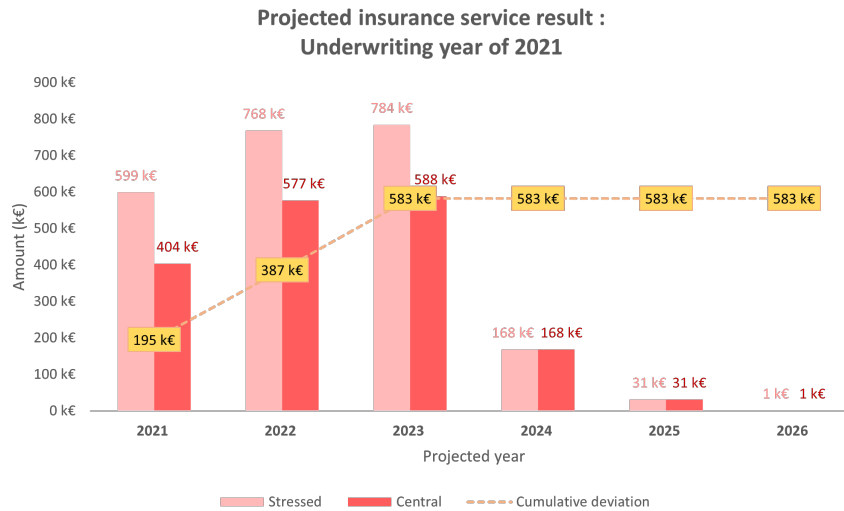 Projected insurance service result :
Underwriting year of 2021
900 k€
800 k€
700 k€
600 k€
500 k€
400 k€
300 k€
200 k€
100 k€
0 k€
Amount (k€)
599 k€
404 k€
195 k€
768 k€
577 k€
387 k€
784 k€
588 k€
583 k€
168 k€
168 k€
583 k€
31 k€
31 k€
583 k€
1 k€
1 k€
583 k€
2021
2022
2023
2024
2025
2026
Projected year
Stressed
Central
Cumulative deviation